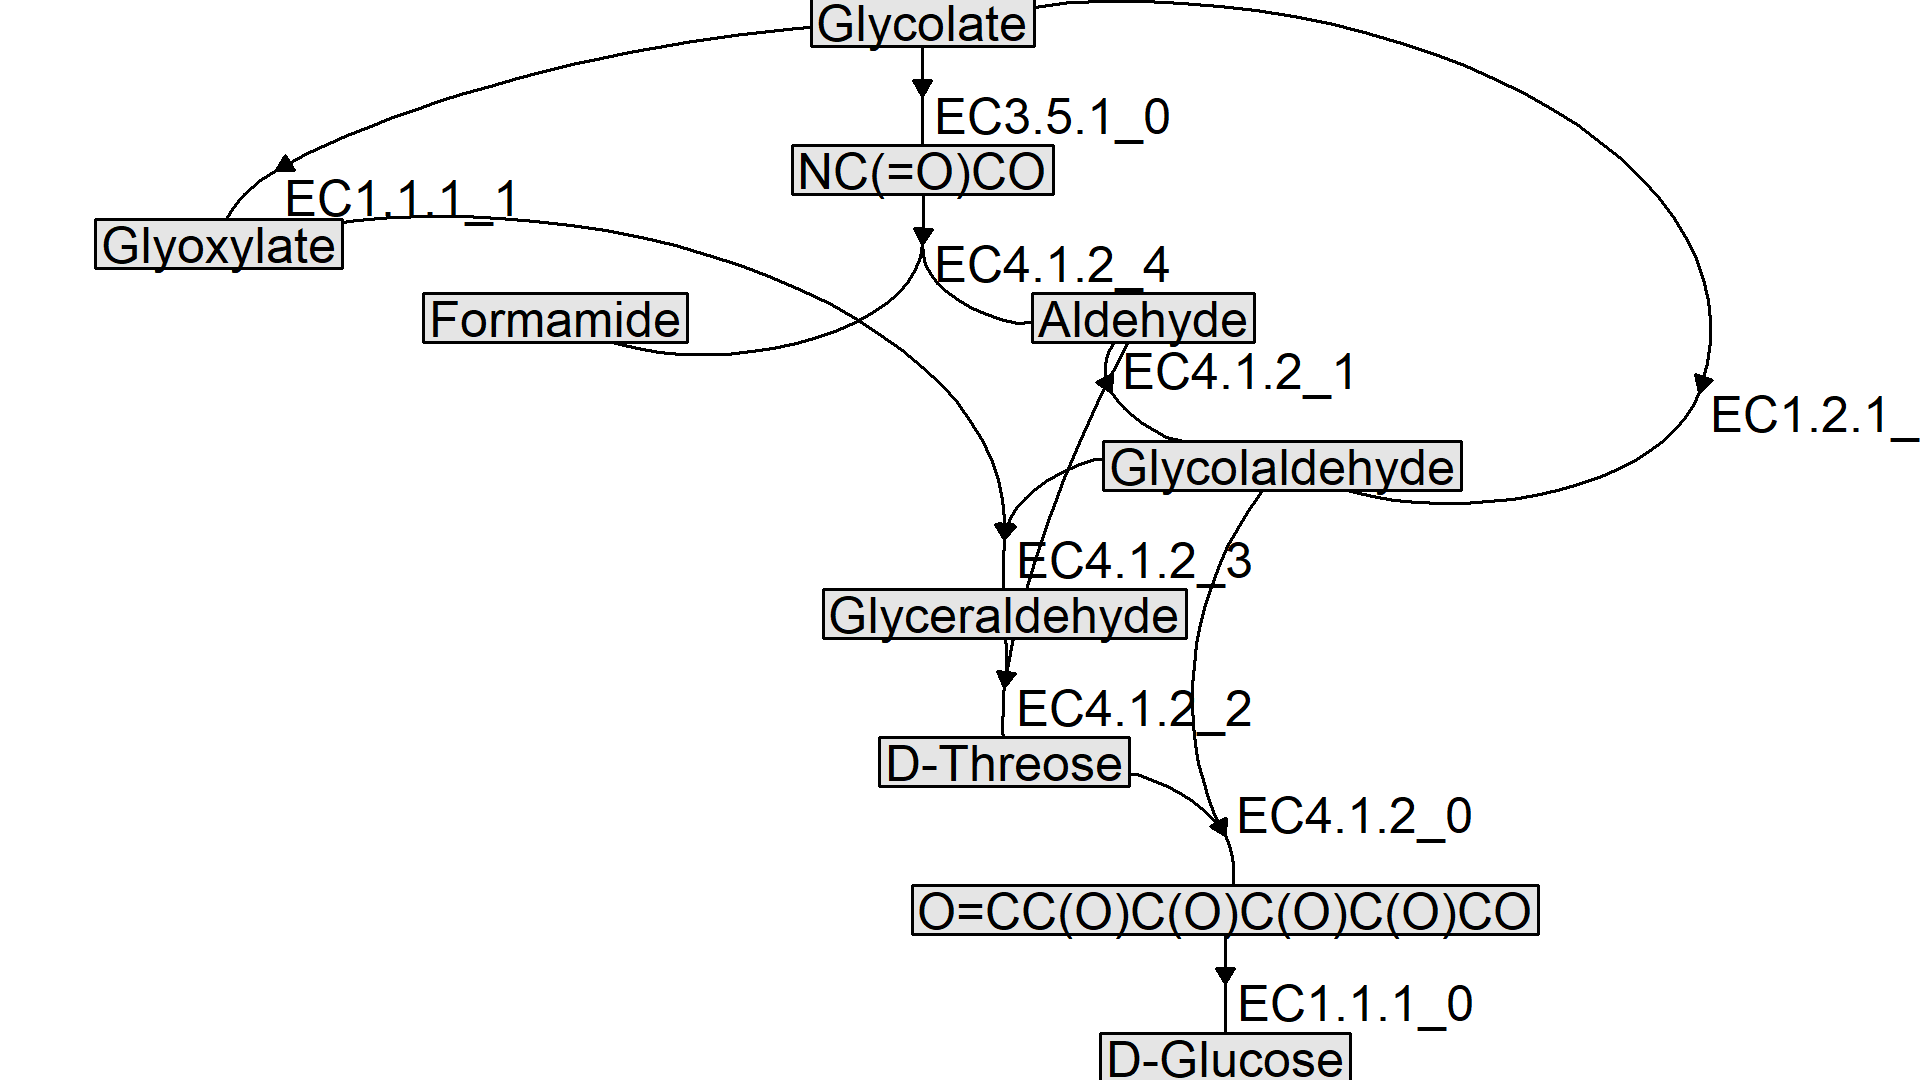 Glycolate
EC3.5.1_0
NC(=O)CO
EC1.1.1_1
Glyoxylate
EC4.1.2_4
Formamide
Aldehyde
EC4.1.2_1
EC1.2.1_
Glycolaldehyde
EC4.1.2_3
Glyceraldehyde
EC4.1.2_2
D-Threose
EC4.1.2_0
O=CC(O)C(O)C(O)C(O)CO
EC1.1.1_0
D-Glucose